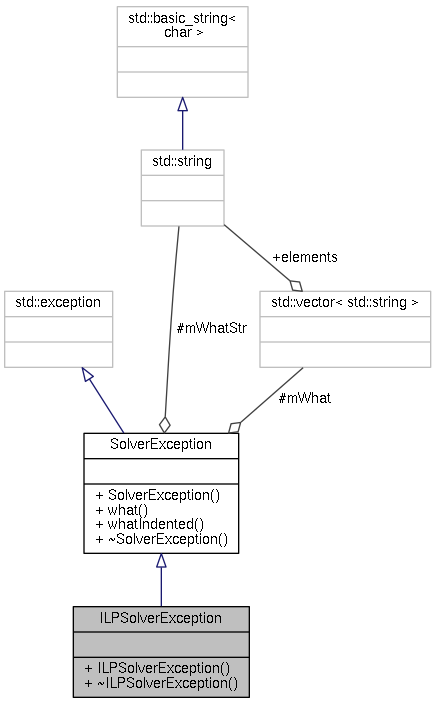 std::basic_string<
char >
std::string
+elements
std::exception
#mWhatStr
std::vector< std::string >
#mWhat
SolverException
+ SolverException()
+ what()
+ whatIndented()
+ ~SolverException()
ILPSolverException
+ ILPSolverException()
+ ~ILPSolverException()